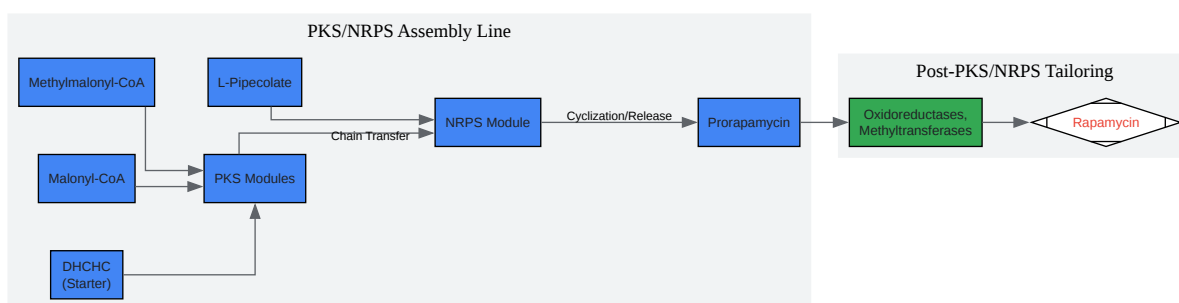 PKS/NRPS Assembly Line
Post-PKS/NRPS Tailoring
Methylmalonyl-CoA
L-Pipecolate
NRPS Module
Cyclization/Release
Prorapamycin
Oxidoreductases,
Methyltransferases
Rapamycin
Chain Transfer
Malonyl-CoA
PKS Modules
DHCHC
(Starter)